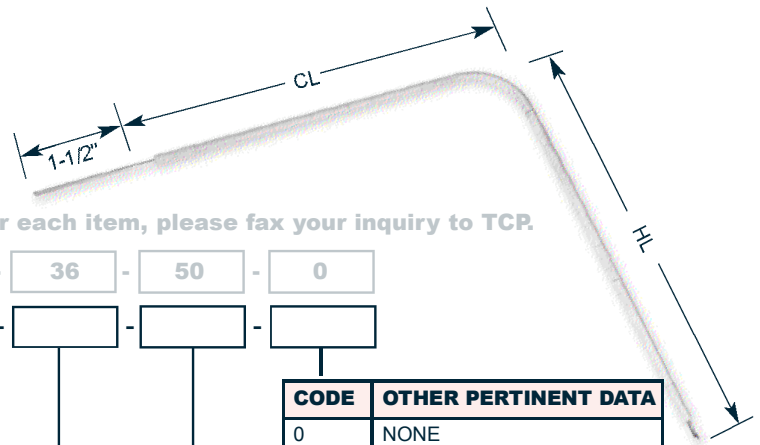 CL
1-1/2"
HL
r each item, please fax your inquiry to TCP.
- 36 - 50 - 0
- - -
CODE OTHER PERTINENT DATA
0 NONE